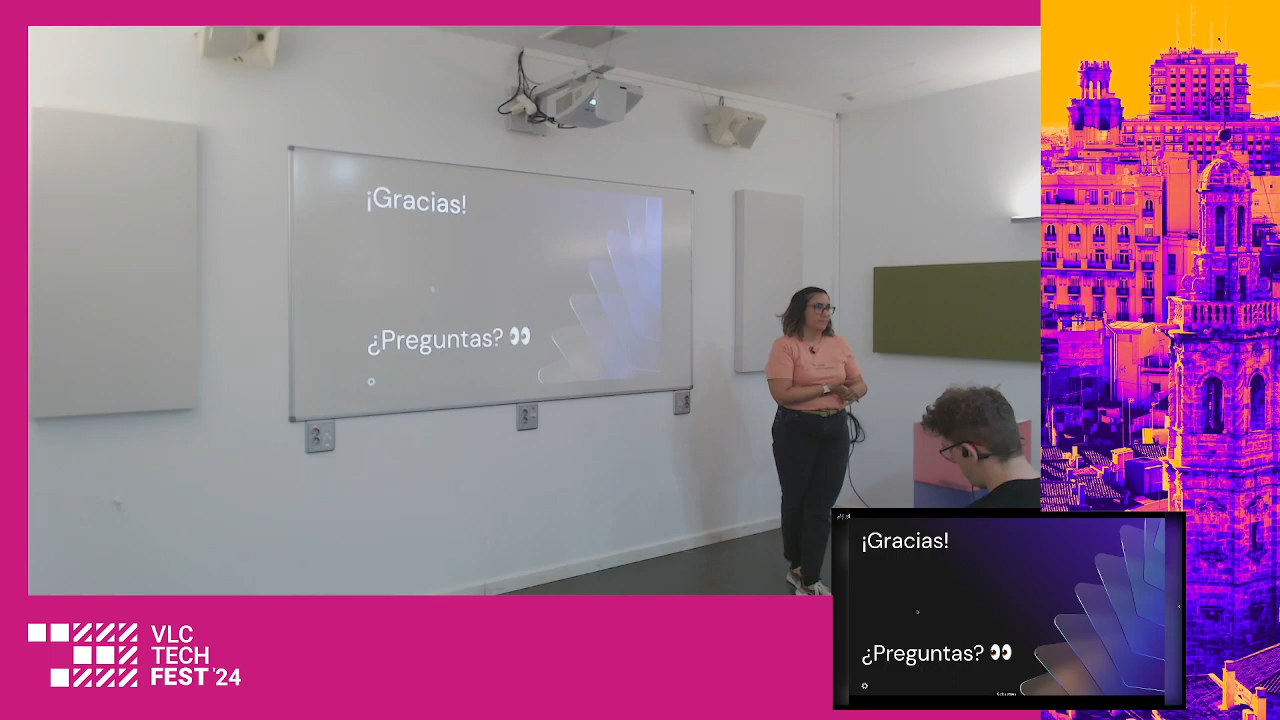 ¡Gracias!
¿Preguntas? 👀
¡Gracias!
¿Preguntas? 👀
VLC
TECH
FEST '24